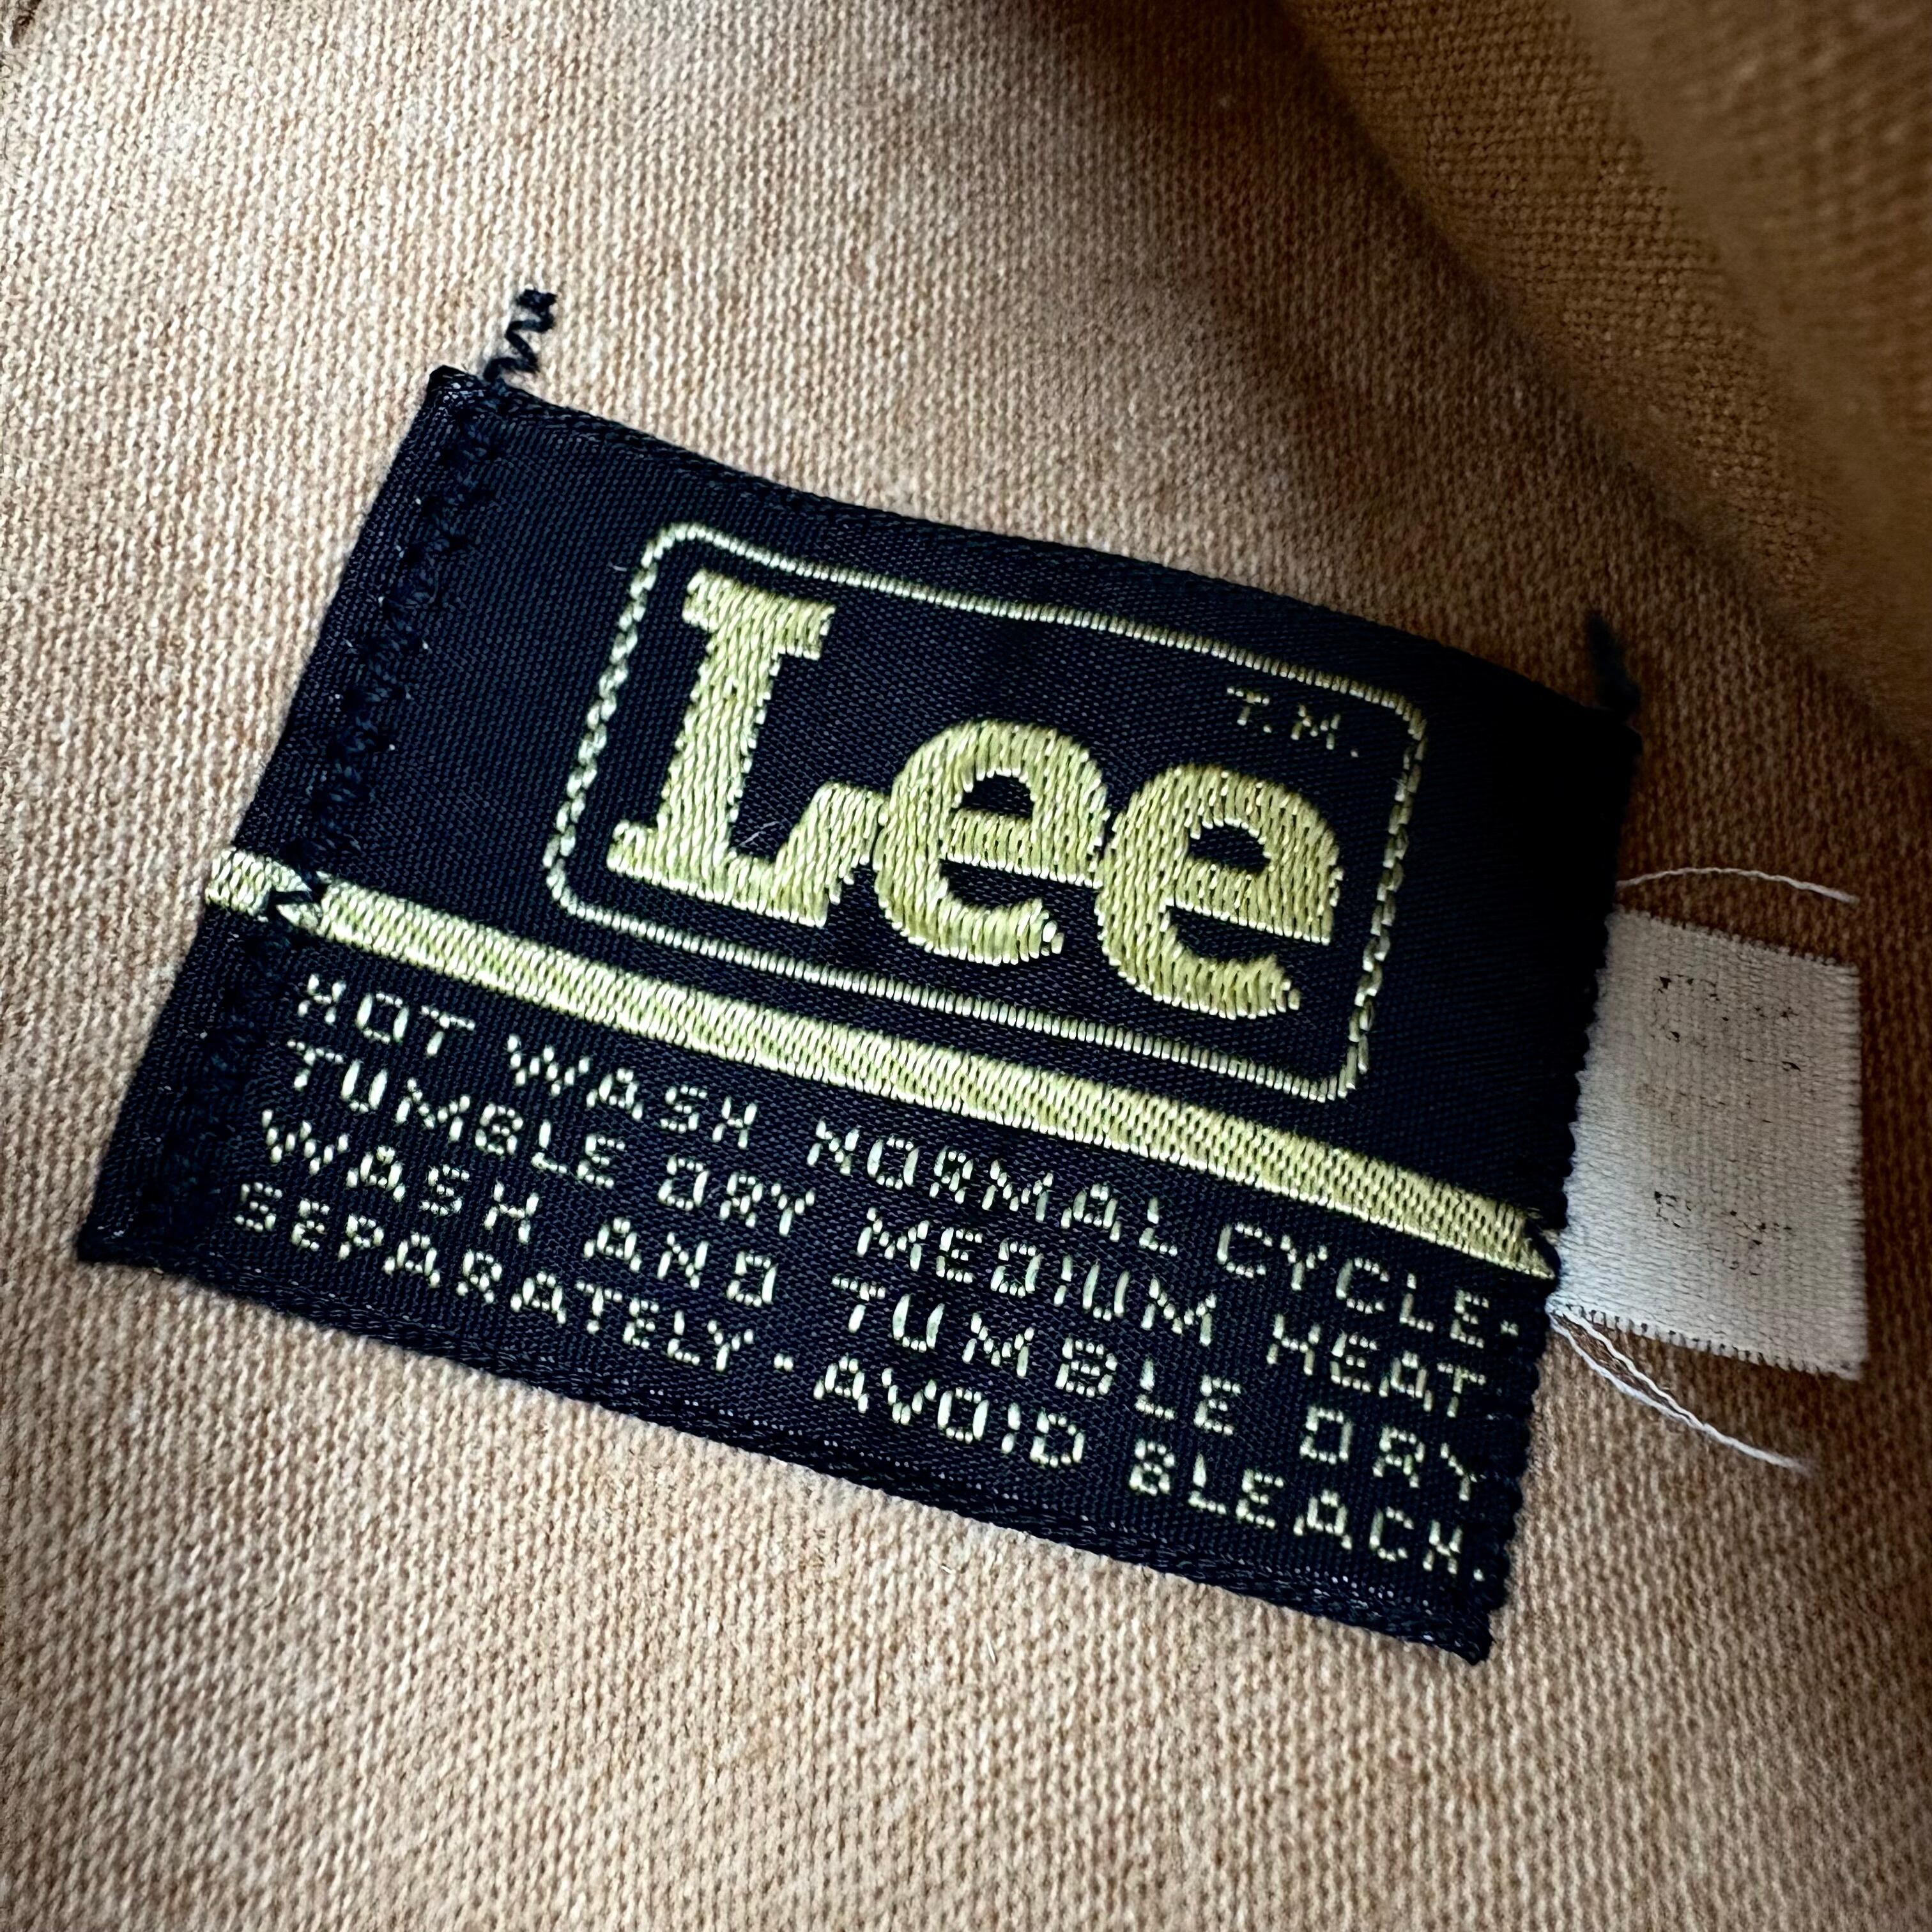 Lee
T.M.
HOT WASH NORMAL CYCLE.
TUMBLE DRY MEDIUM HEAT
WASH AND TUMBLE DRY
SEPARATELY-AVOID BLEACH.